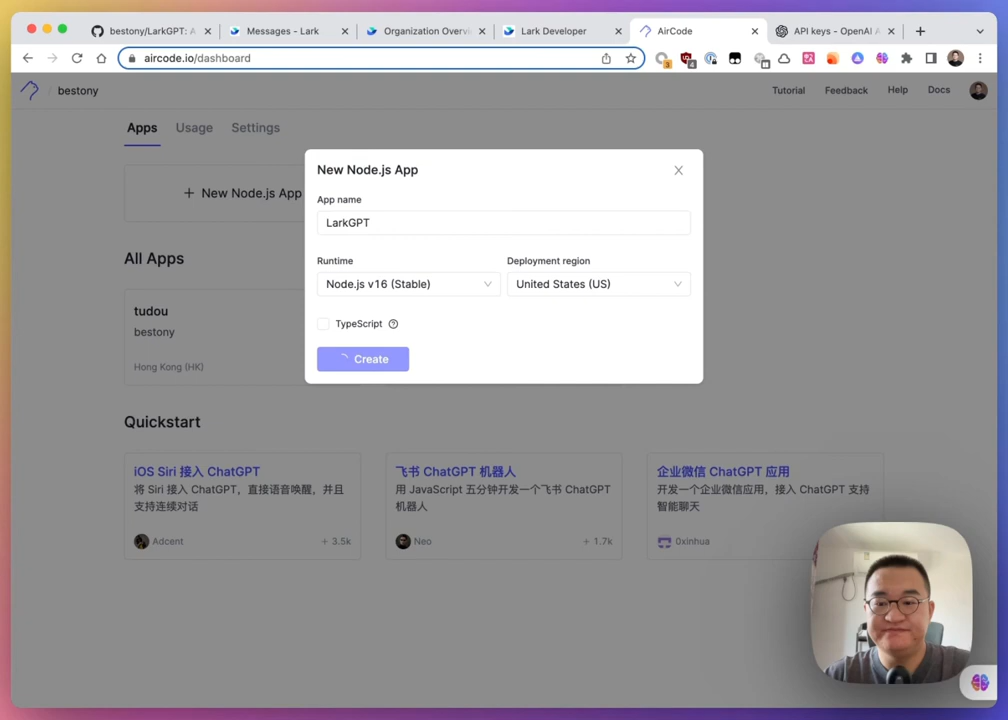 bestony/LarkGPT: A
Messages - Lark
Organization Overvi
Lark Developer
AirCode
API keys - OpenAI A
aircode.io/dashboard
3
4
bestony
Tutorial
Feedback
Help
Docs
Apps
Usage
Settings
+ New Node.js App
All Apps
tudou
bestony
Hong Kong (HK)
New Node.js App
App name
LarkGPT
Runtime
Deployment region
Node.js v16 (Stable)
United States (US)
TypeScript
Create
Quickstart
iOS Siri 接入 ChatGPT
将 Siri 接入 ChatGPT，直接语音唤醒，并且
支持连续对话
Adcent
+ 3.5k
飞书 ChatGPT 机器人
用 JavaScript 五分钟开发一个飞书 ChatGPT
机器人
Neo
+ 1.7k
企业微信 ChatGPT 应用
开发一个企业微信应用，接入 ChatGPT 支持
智能聊天
0xinhua